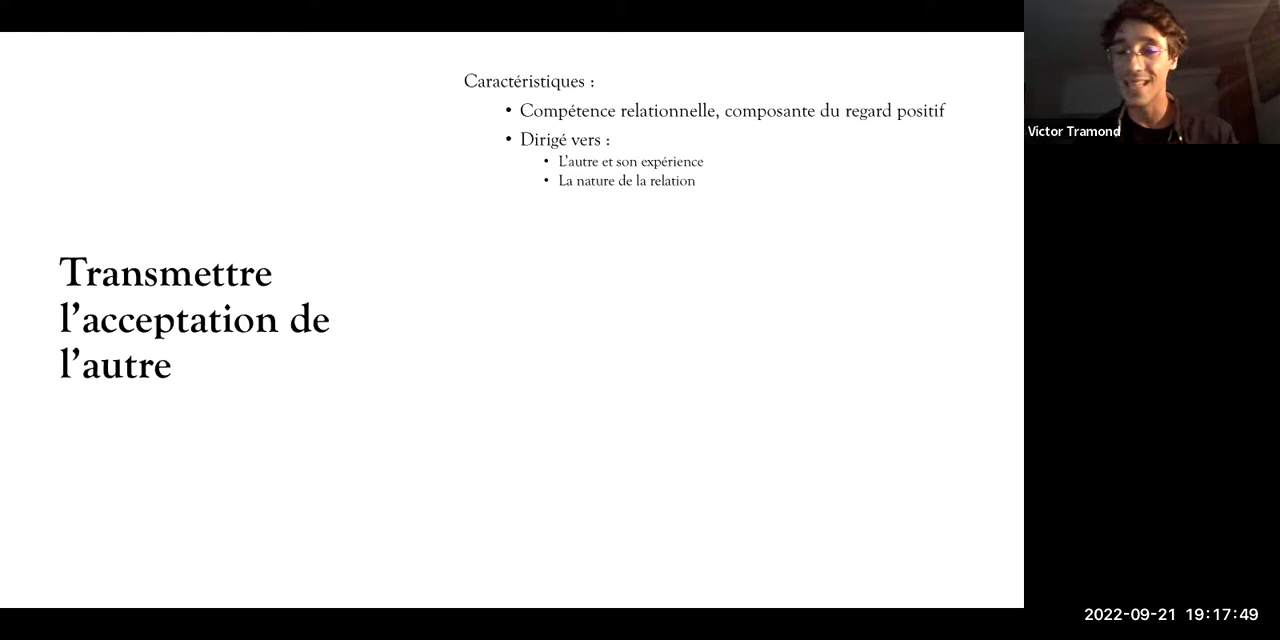 Caractéristiques :
• Compétence relationnelle, composante du regard positif
• Dirigé vers :
• L’autre et son expérience
• La nature de la relation
Transmettre
l’acceptation de
l’autre
Victor Tramond
2022-09-21 19:17:49